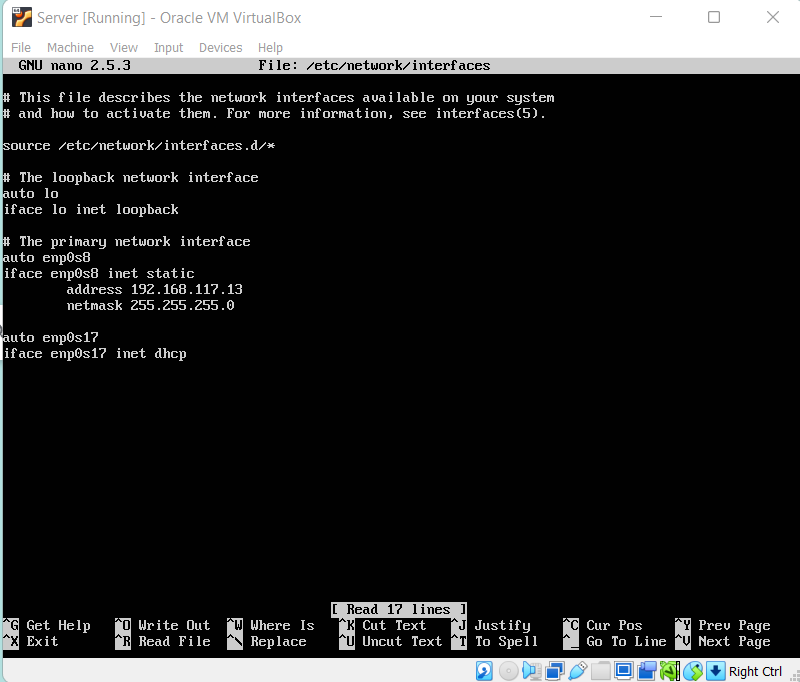 Server [Running] - Oracle VM VirtualBox
File Machine View Input Devices Help
GNU nano 2.5.3 File: /etc/network/interfaces
# This file describes the network interfaces available on your system
# and how to activate them. For more information, see interfaces(5).
source /etc/network/interfaces.d/*
# The loopback network interface
auto lo
iface lo inet loopback
# The primary network interface
auto enp0s8
iface enp0s8 inet static
address 192.168.117.13
netmask 255.255.255.0
auto enp0s17
iface enp0s17 inet dhcp
[ Read 17 lines ]
^G Get Help ^O Write Out ^W Where Is ^K Cut Text ^J Justify ^C Cur Pos ^Y Prev Page
^X Exit ^R Read File ^\ Replace ^U Uncut Text ^T To Spell ^_ Go To Line ^V Next Page
Right Ctrl